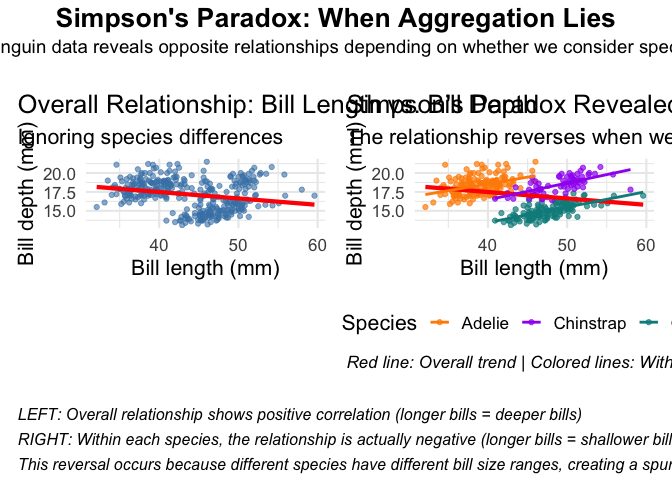 Simpson's Paradox: When Aggregation Lies
nguin data reveals opposite relationships depending on whether we consider spec
Overall Relationship: Bill Length vs. Bill Depth
Simpson's Paradox Revealed
Ignoring species differences
The relationship reverses when we
Bill depth (mm)
20.0
17.5
15.0
40
50
60
Bill length (mm)
Bill depth (mm)
20.0
17.5
15.0
40
50
60
Bill length (mm)
Species Adelie Chinstrap
Red line: Overall trend | Colored lines: With
LEFT: Overall relationship shows positive correlation (longer bills = deeper bills)
RIGHT: Within each species, the relationship is actually negative (longer bills = shallower bill
This reversal occurs because different species have different bill size ranges, creating a spur